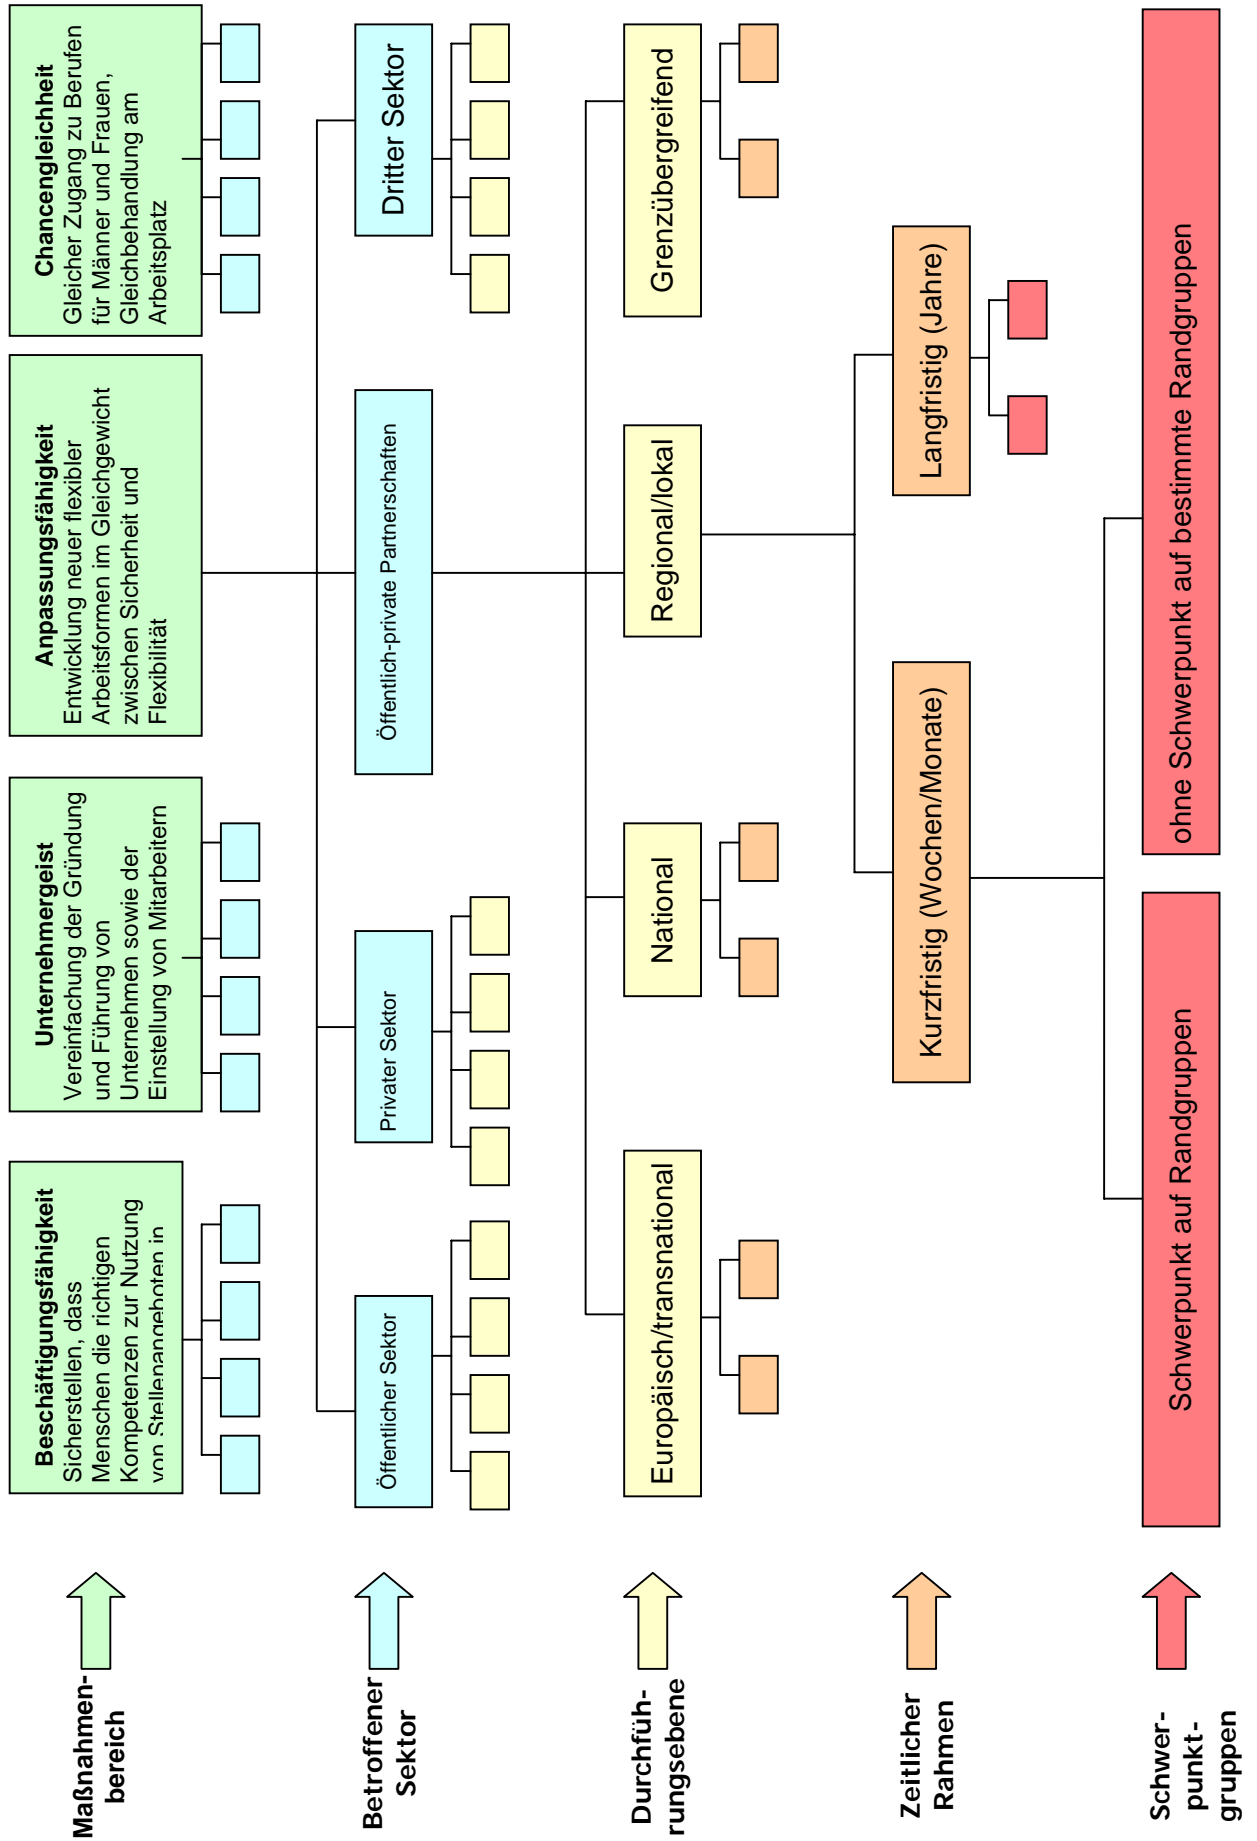 Maßnahmen-
bereich
Beschäftigungsfähigkeit
Sicherstellen, dass
Menschen die richtigen
Kompetenzen zur Nutzung
von Stellenangeboten in
Unternehmergeist
Vereinfachung der Gründung
und Führung von
Unternehmen sowie der
Einstellung von Mitarbeitern
Anpassungsfähigkeit
Entwicklung neuer flexibler
Arbeitsformen im Gleichgewicht
zwischen Sicherheit und
Flexibilität
Chancengleichheit
Gleicher Zugang zu Berufen
für Männer und Frauen,
Gleichbehandlung am
Arbeitsplatz
Betroffener
Sektor
Öffentlicher Sektor
Privater Sektor
Öffentlich-private Partnerschaften
Dritter Sektor
Durchfüh-
rungsebene
Europäisch/transnational
National
Regional/lokal
Grenzübergreifend
Zeitlicher
Rahmen
Kurzfristig (Wochen/Monate)
Langfristig (Jahre)
Schwer-
punkt-
gruppen
Schwerpunkt auf Randgruppen
ohne Schwerpunkt auf bestimmte Randgruppen